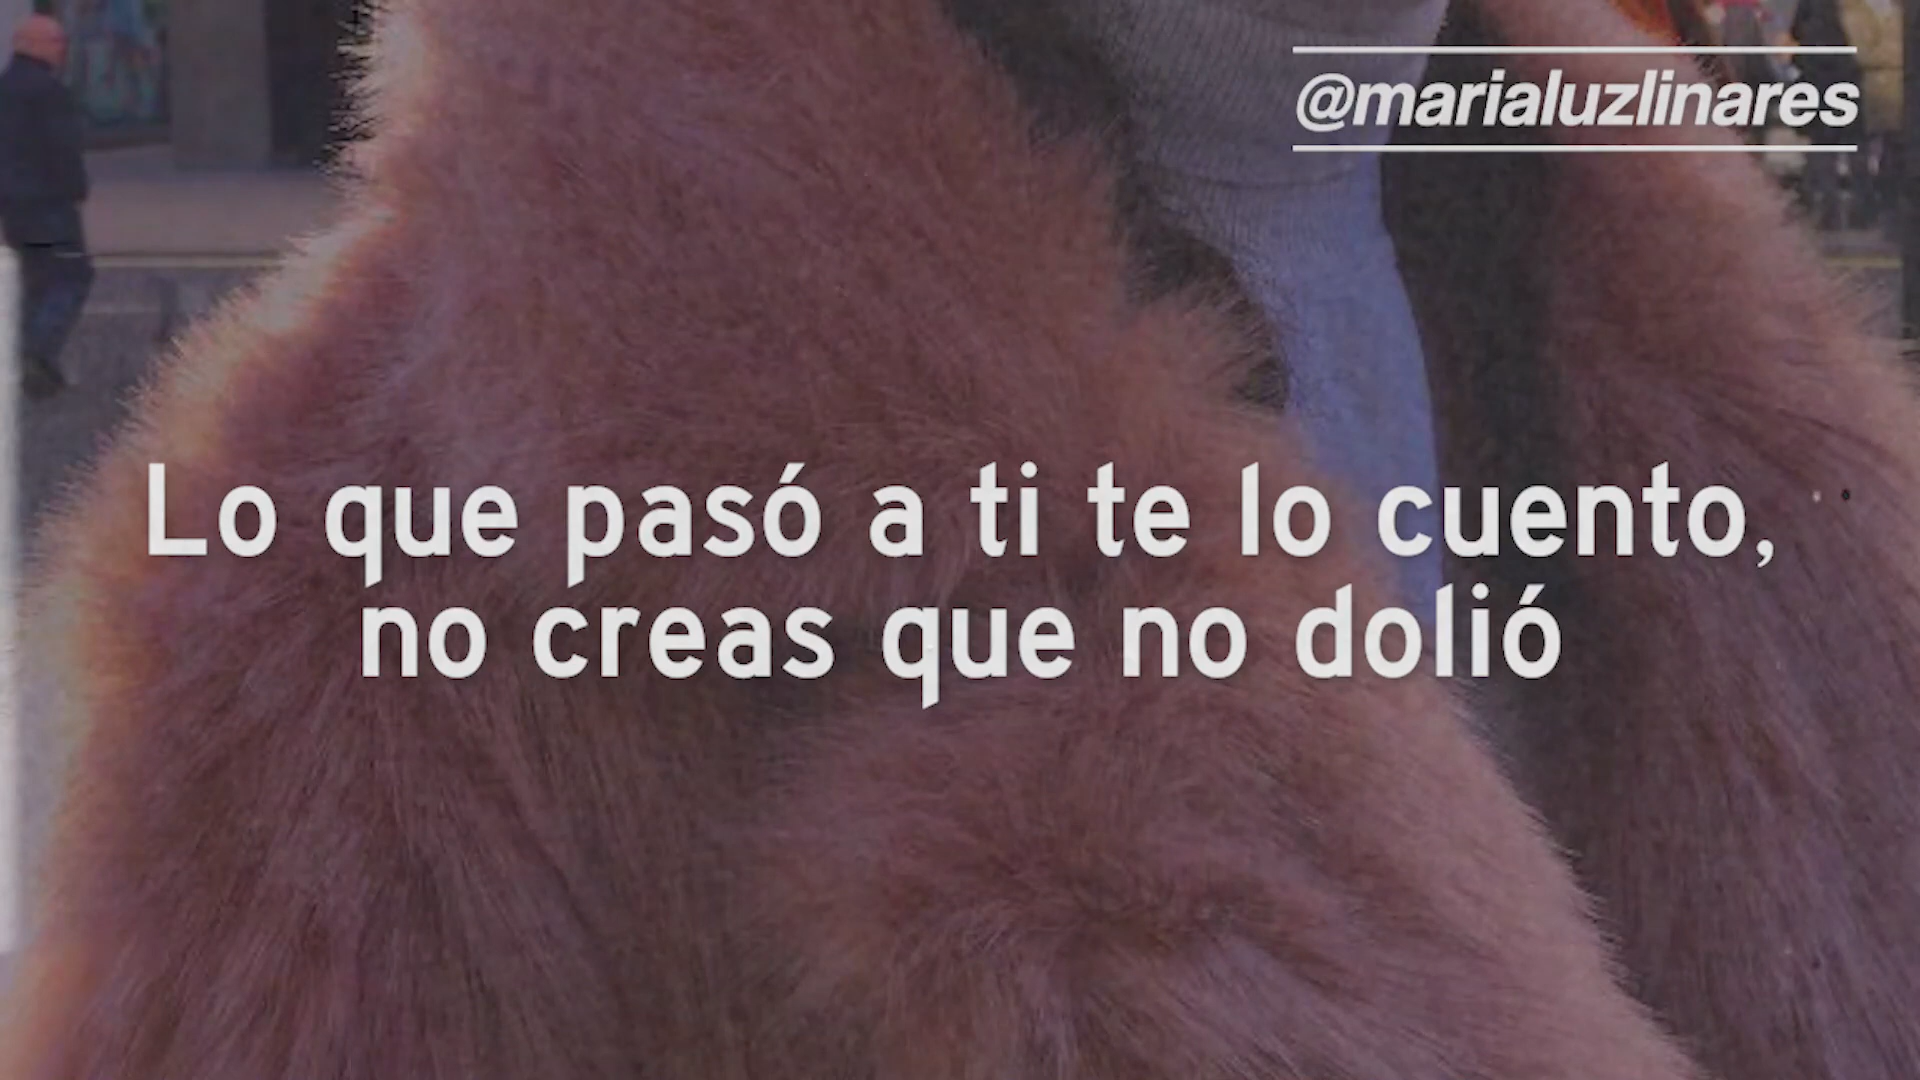 @marialuzlinares
Lo que pasó a ti te lo cuento,
no creas que no dolió